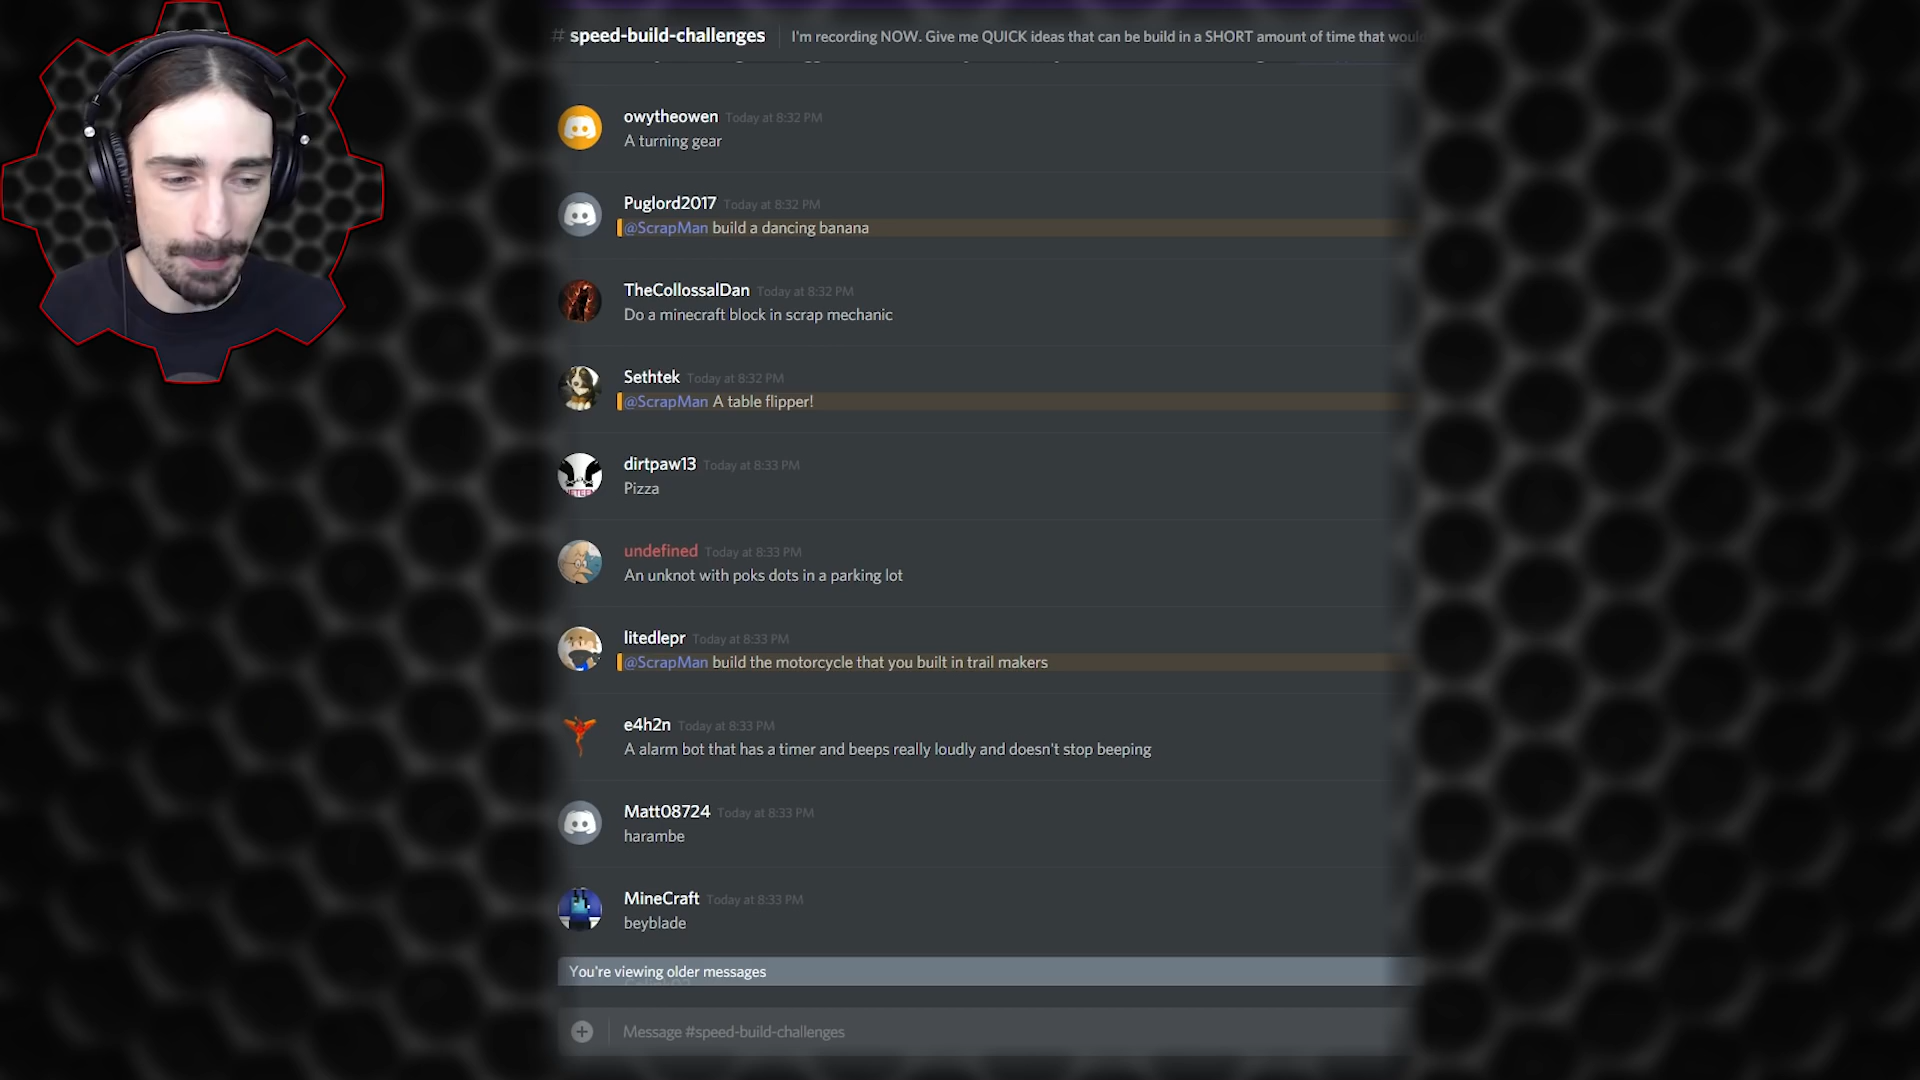 # speed-build-challenges
I'm recording NOW. Give me QUICK ideas that can be build in a SHORT amount of time that
owytheowen Today at 8:32 PM
A turning gear
Puglord2017 Today at 8:32 PM
@ScrapMan build a dancing banana
TheCollossalDan Today at 8:32 PM
Do a minecraft block in scrap mechanic
Sethtek Today at 8:32 PM
@ScrapMan A table flipper!
dirtpaw13 Today at 8:33 PM
Pizza
undefined Today at 8:33 PM
An unknot with poks dots in a parking lot
litedlepr Today at 8:33 PM
@ScrapMan build the motorcycle that you built in trail makers
e4h2n Today at 8:33 PM
A alarm bot that has a timer and beeps really loudly and doesn't stop beeping
Matt08724 Today at 8:33 PM
harambe
MineCraft Today at 8:33 PM
beyblade
You're viewing older messages
Message #speed-build-challenges